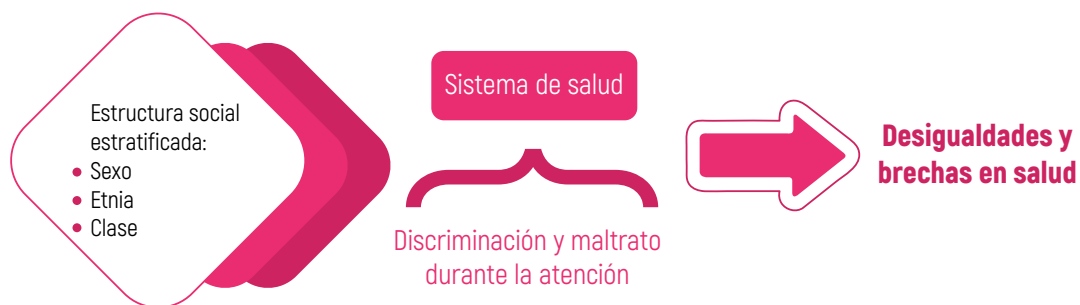 Estructura social
estratificada:
• Sexo
• Etnia
• Clase
Sistema de salud
Discriminación y maltrato
durante la atención
Desigualdades y
brechas en salud